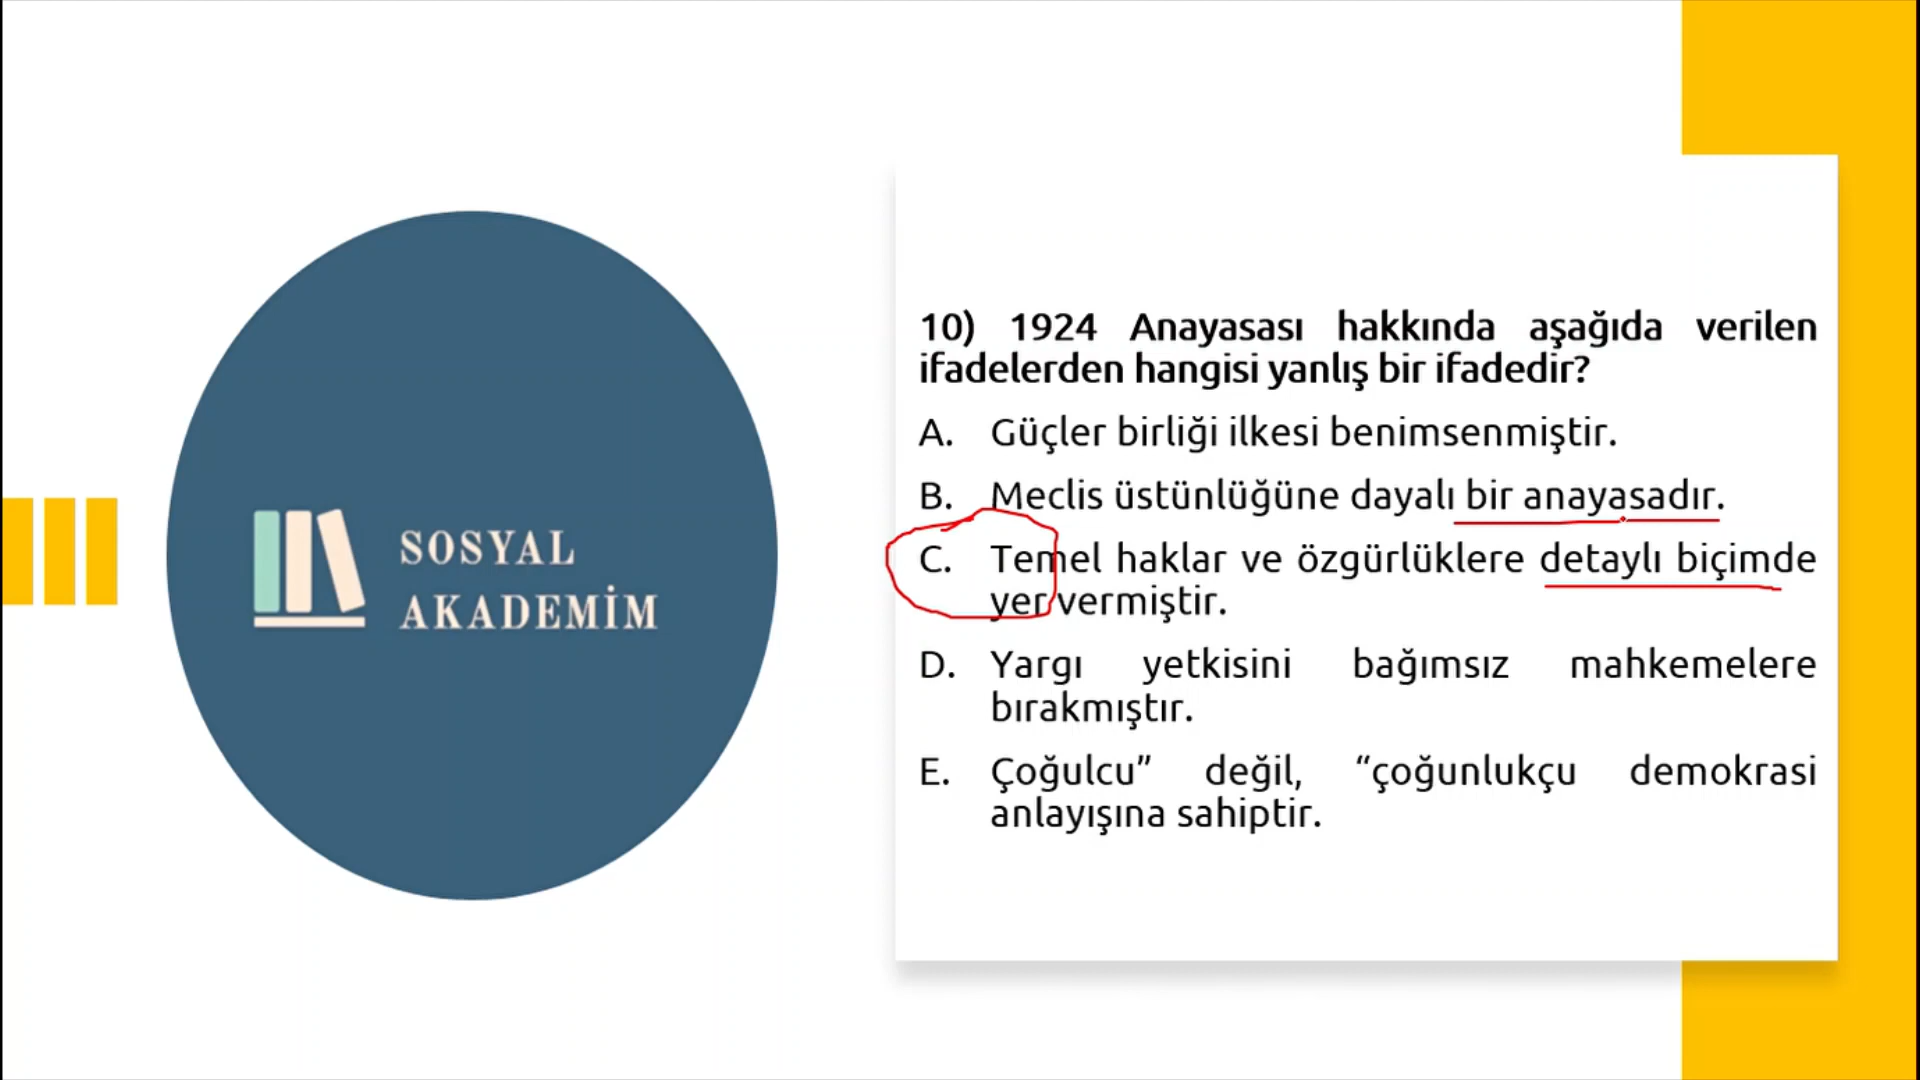 SOSYAL
AKADEMİM
10) 1924 Anayasası hakkında aşağıda verilen
ifadelerden hangisi yanlış bir ifadedir?
A. Güçler birliği ilkesi benimsenmiştir.
B. Meclis üstünlüğüne dayalı bir anayasadır.
C. Temel haklar ve özgürlüklere detaylı biçimde
yer vermiştir.
D. Yargı yetkisini bağımsız mahkemelere
bırakmıştır.
E. Çoğulcu” değil, “çoğunlukçu demokrasi
anlayışına sahiptir.